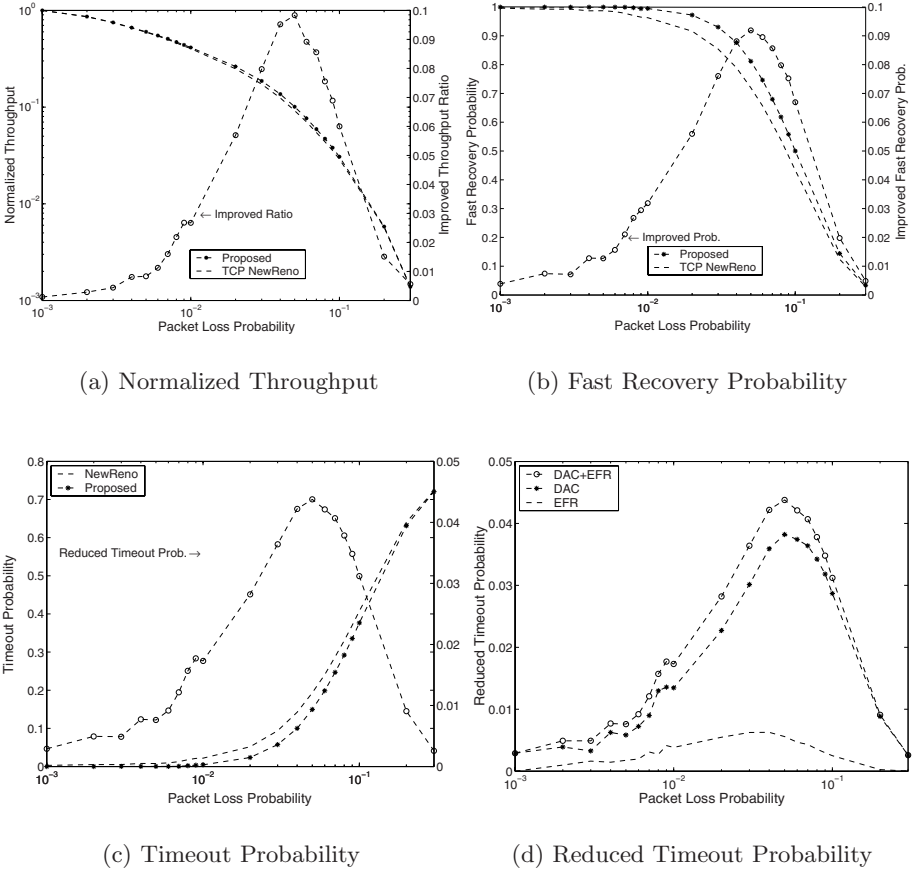 10^0
10^-1
10^-2
10^-3
Normalized Throughput
0.1
0.09
0.08
0.07
0.06
0.05
0.04
0.03
0.02
0.01
0
Improved Throughput Ratio
← Improved Ratio
Proposed
TCP NewReno
10^-3
10^-2
10^-1
Packet Loss Probability
(a) Normalized Throughput
1
0.9
0.8
0.7
0.6
0.5
0.4
0.3
0.2
0.1
0
Fast Recovery Probability
0.1
0.09
0.08
0.07
0.06
0.05
0.04
0.03
0.02
0.01
0
Improved Fast Recovery Prob.
← Improved Prob.
Proposed
TCP NewReno
10^-3
10^-2
10^-1
Packet Loss Probability
(b) Fast Recovery Probability
0.8
0.7
0.6
0.5
0.4
0.3
0.2
0.1
0
Timeout Probability
NewReno
Proposed
Reduced Timeout Prob. →
0.05
0.04
0.03
0.02
0.01
0
10^-3
10^-2
10^-1
Packet Loss Probability
(c) Timeout Probability
0.05
0.04
0.03
0.02
0.01
0
Reduced Timeout Probability
DAC+EFR
DAC
EFR
10^-3
10^-2
10^-1
Packet Loss Probability
(d) Reduced Timeout Probability